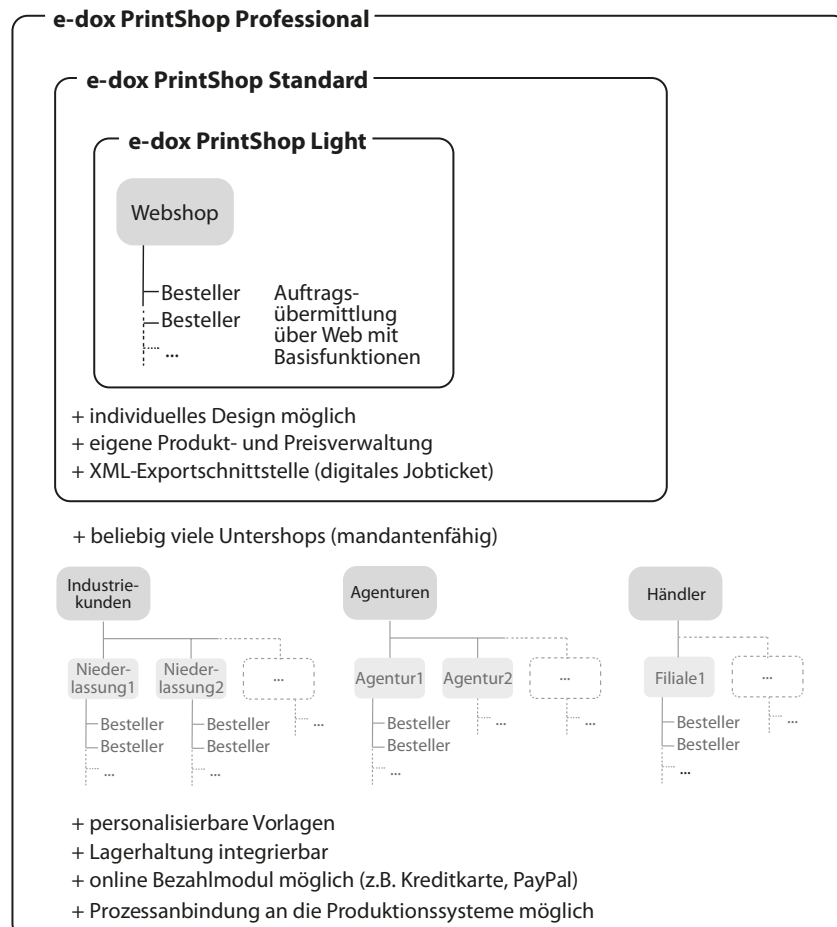 e-dox PrintShop Professional
e-dox PrintShop Standard
e-dox PrintShop Light
Webshop
Besteller
Besteller
...
Auftrags-
übermittlung
über Web mit
Basisfunktionen
+ individuelles Design möglich
+ eigene Produkt- und Preisverwaltung
+ XML-Exportschnittstelle (digitales Jobticket)
+ beliebig viele Untershops (mandantenfähig)
Industrie-
kunden
Nieder-
lassung1
Nieder-
lassung2
...
Besteller
Besteller
...
Besteller
Besteller
...
...
Agenturen
Agentur1
Agentur2
...
Besteller
Besteller
...
...
...
Händler
Filiale1
...
Besteller
Besteller
...
...
+ personalisierbare Vorlagen
+ Lagerhaltung integrierbar
+ online Bezahlmodul möglich (z.B. Kreditkarte, PayPal)
+ Prozessanbindung an die Produktionssysteme möglich